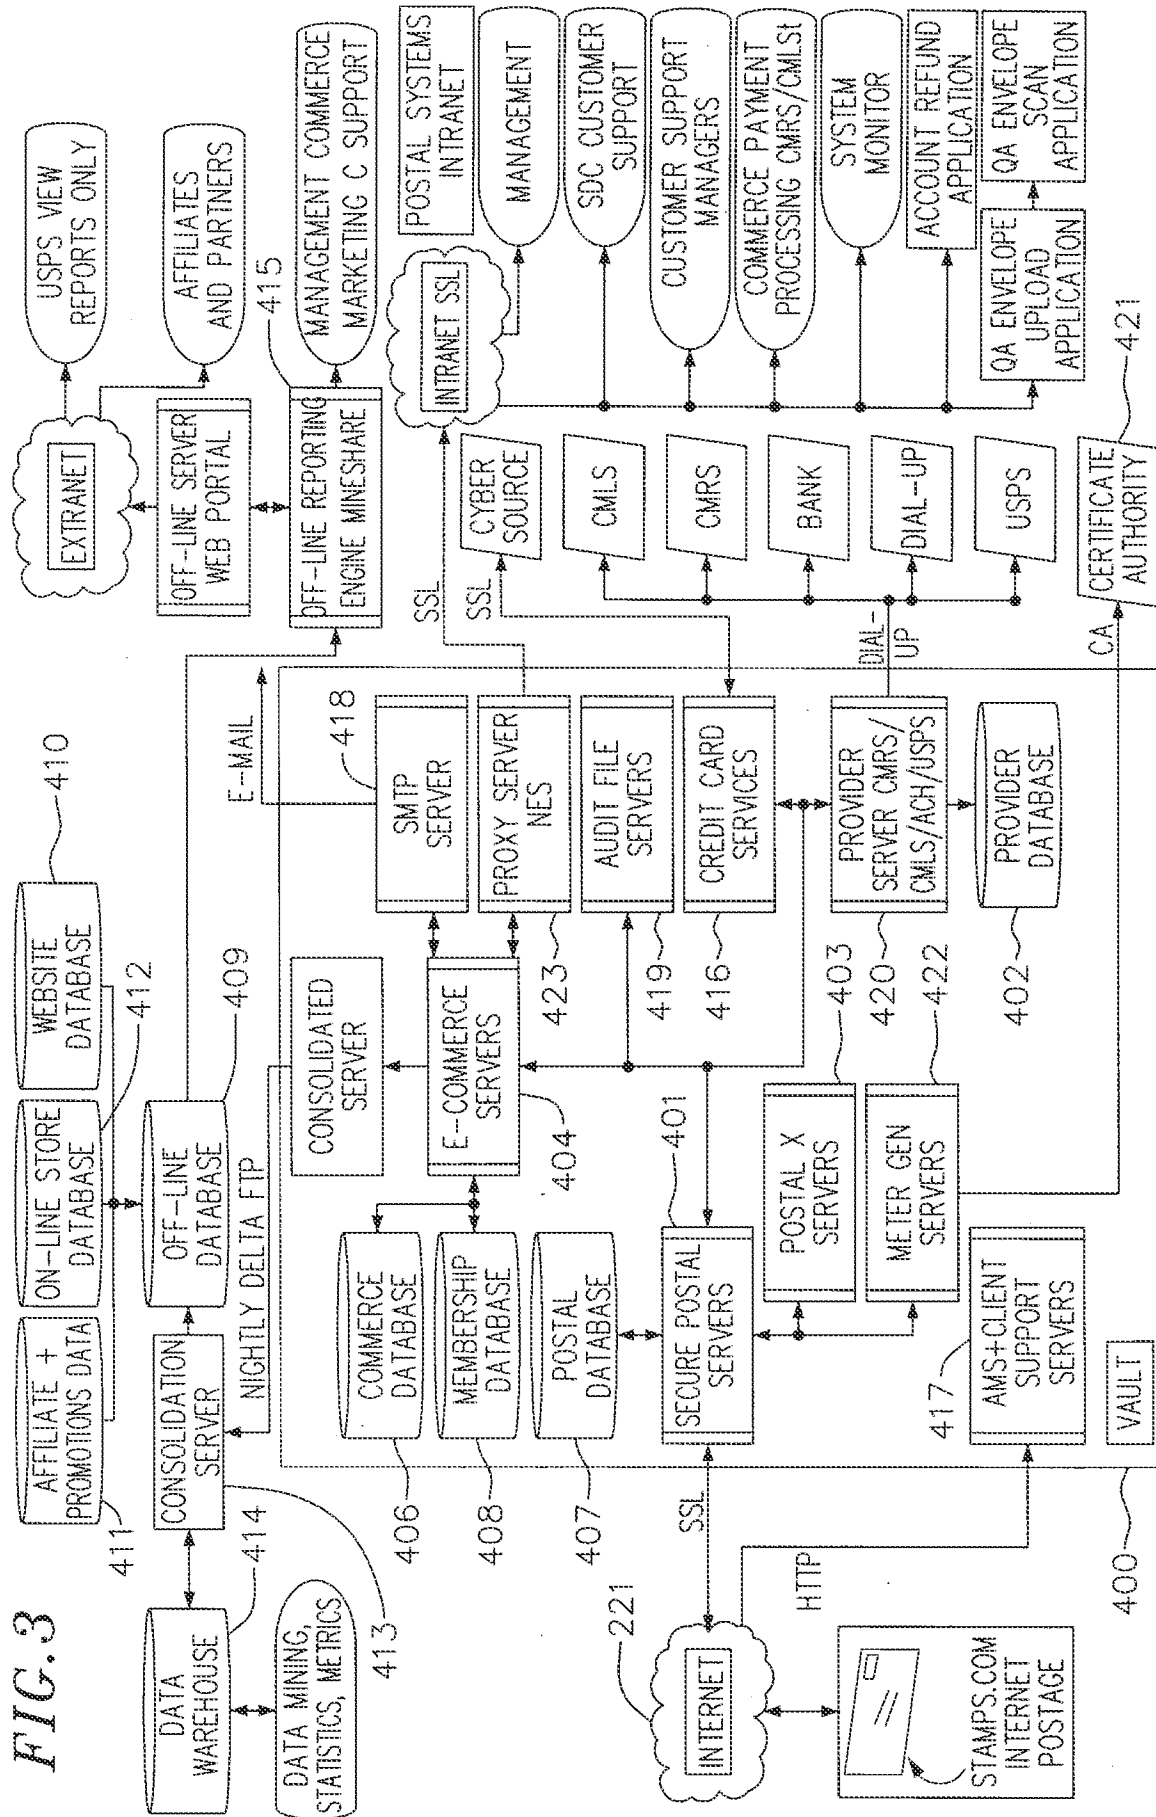 FIG.3
DATA
WAREHOUSE
414
DATA MINING,
STATISTICS, METRICS
413
AFFILIATE +
PROMOTIONS DATA
411
ON-LINE STORE
DATABASE
412
WEBSITE
DATABASE
410
CONSOLIDATION
SERVER
OFF-LINE
DATABASE
409
NIGHTLY DELTA FTP
E-MAIL
EXTRANET
USPS VIEW
REPORTS ONLY
AFFILIATES
AND PARTNERS
OFF-LINE SERVER
WEB PORTAL
415
OFF-LINE REPORTING
ENGINE MINESHARE
MANAGEMENT COMMERCE
MARKETING C SUPPORT
CONSOLIDATED
SERVER
418
SMTP
SERVER
SSL
INTRANET SSL
POSTAL SYSTEMS
INTRANET
COMMERCE
DATABASE
406
E-COMMERCE
SERVERS
404
PROXY SERVER
NES
423
SSL
CYBER
SOURCE
MANAGEMENT
MEMBERSHIP
DATABASE
408
AUDIT FILE
SERVERS
419
CMLS
SDC CUSTOMER
SUPPORT
POSTAL
DATABASE
407
401
SECURE POSTAL
SERVERS
CREDIT CARD
SERVICES
416
CMRS
CUSTOMER SUPPORT
MANAGERS
221
INTERNET
SSL
HTTP
POSTAL X
SERVERS
403
BANK
COMMERCE PAYMENT
PROCESSING CMRS/CMLSt
PROVIDER
SERVER CMRS/
CMLS/ACH/USPS
420
DIAL-
UP
DIAL-UP
SYSTEM
MONITOR
METER GEN
SERVERS
422
PROVIDER
DATABASE
402
USPS
ACCOUNT REFUND
APPLICATION
STAMPS.COM
INTERNET
POSTAGE
417
AMS+CLIENT
SUPPORT
SERVERS
CA
CERTIFICATE
AUTHORITY
421
QA ENVELOPE
UPLOAD
APPLICATION
QA ENVELOPE
SCAN
APPLICATION
VAULT
400